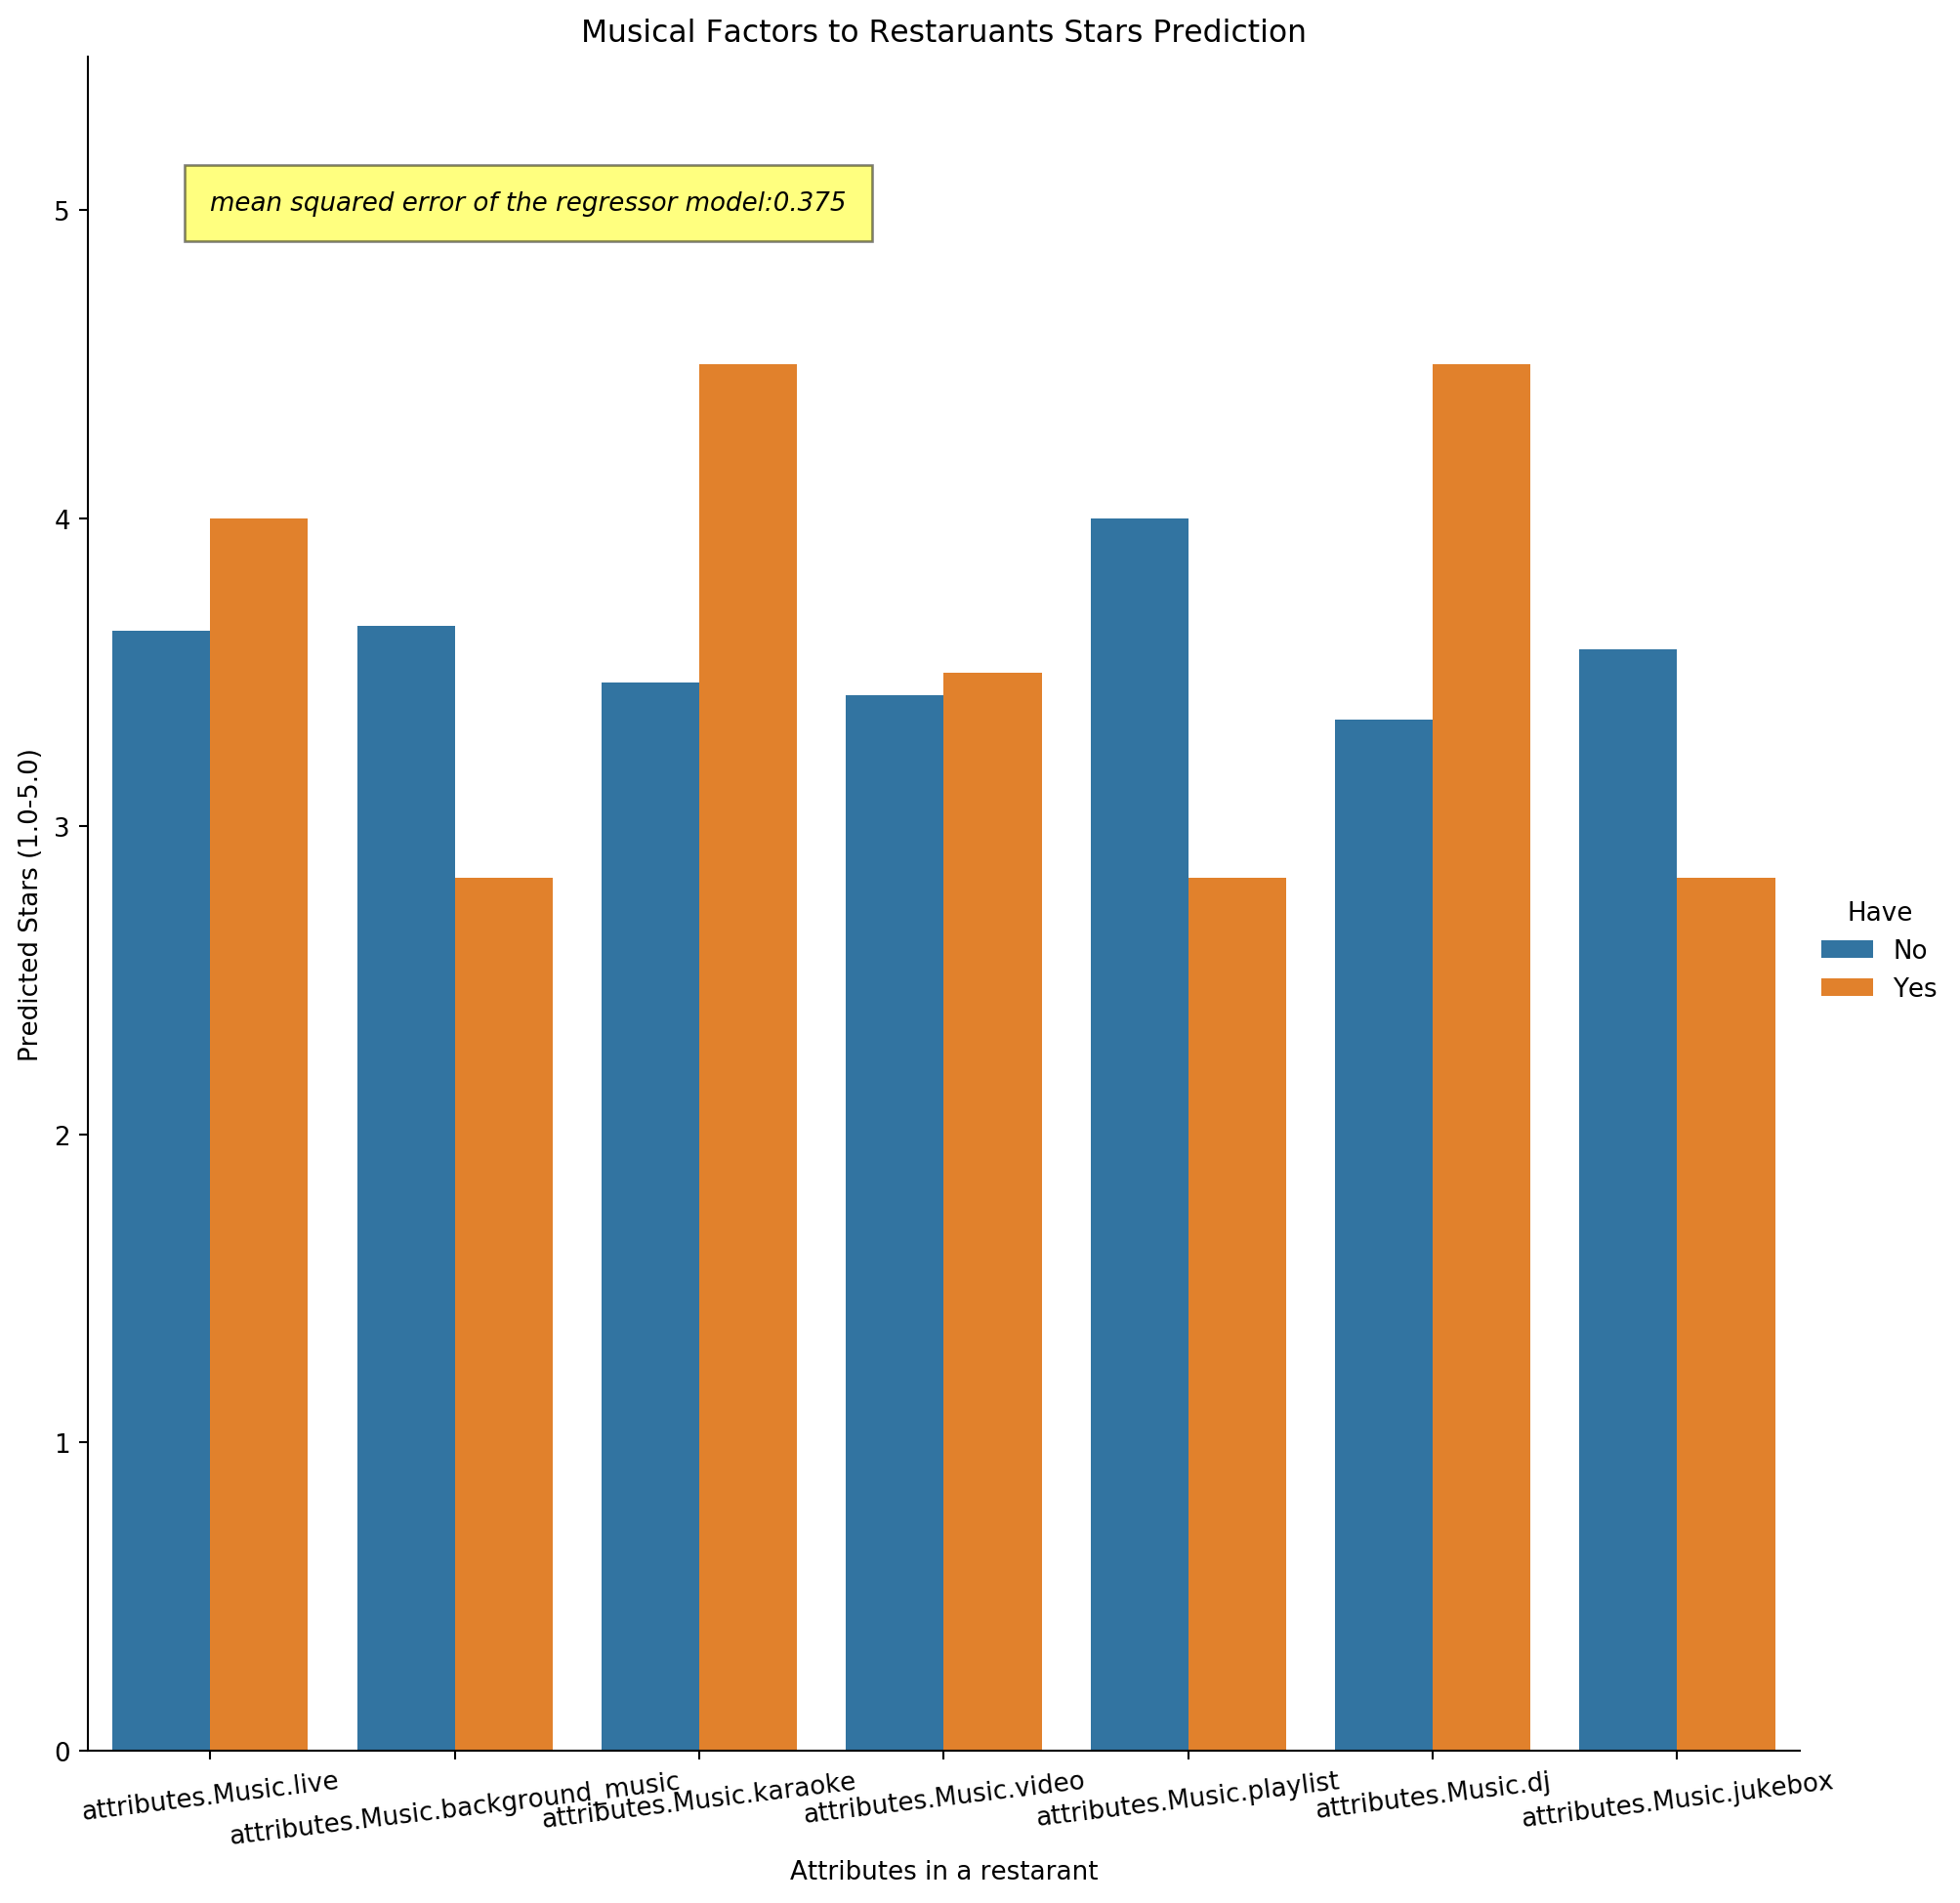 Musical Factors to Restaruants Stars Prediction
mean squared error of the regressor model:0.375
5
4
3
2
1
0
Predicted Stars (1.0-5.0)
Have
No
Yes
attributes.Music.live
attributes.Music.background_music
attributes.Music.karaoke
attributes.Music.video
attributes.Music.playlist
attributes.Music.dj
attributes.Music.jukebox
Attributes in a restarant